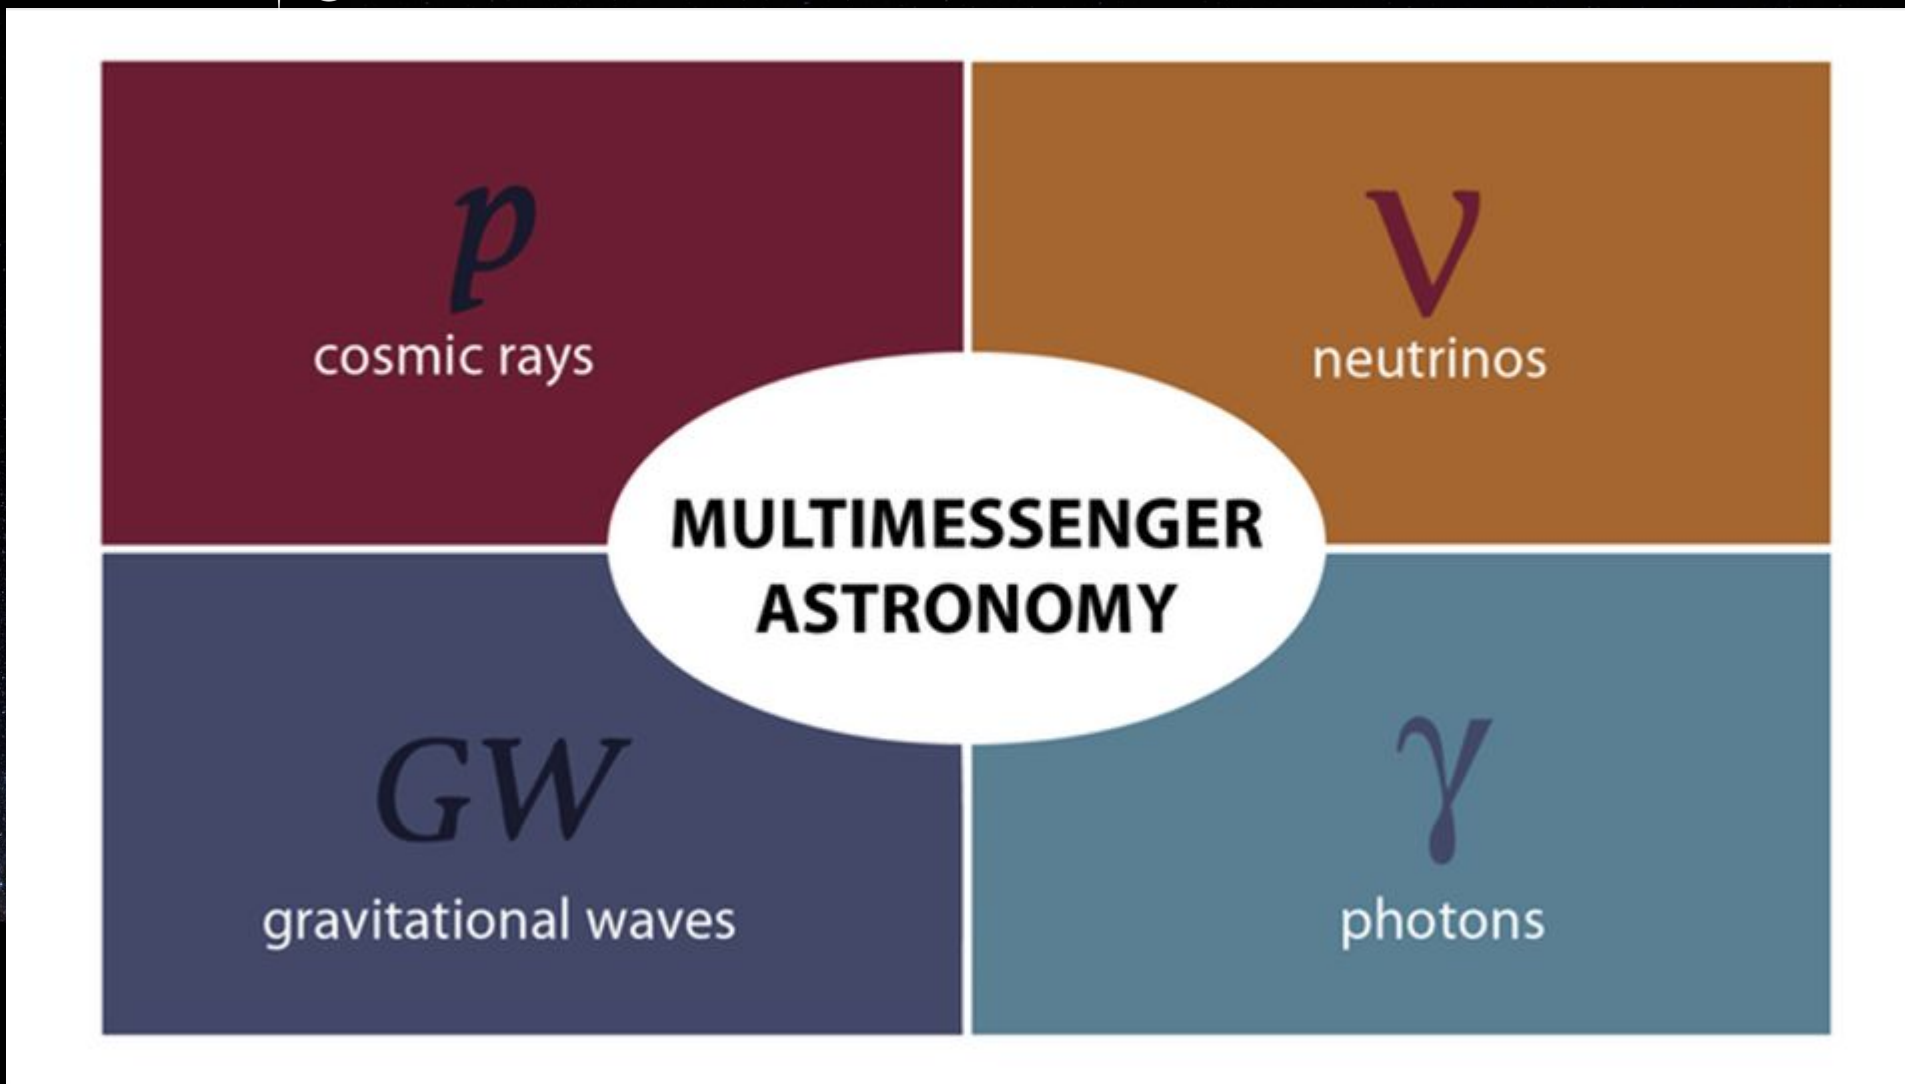 p
cosmic rays
ν
neutrinos
MULTIMESSENGER
ASTRONOMY
GW
gravitational waves
γ
photons